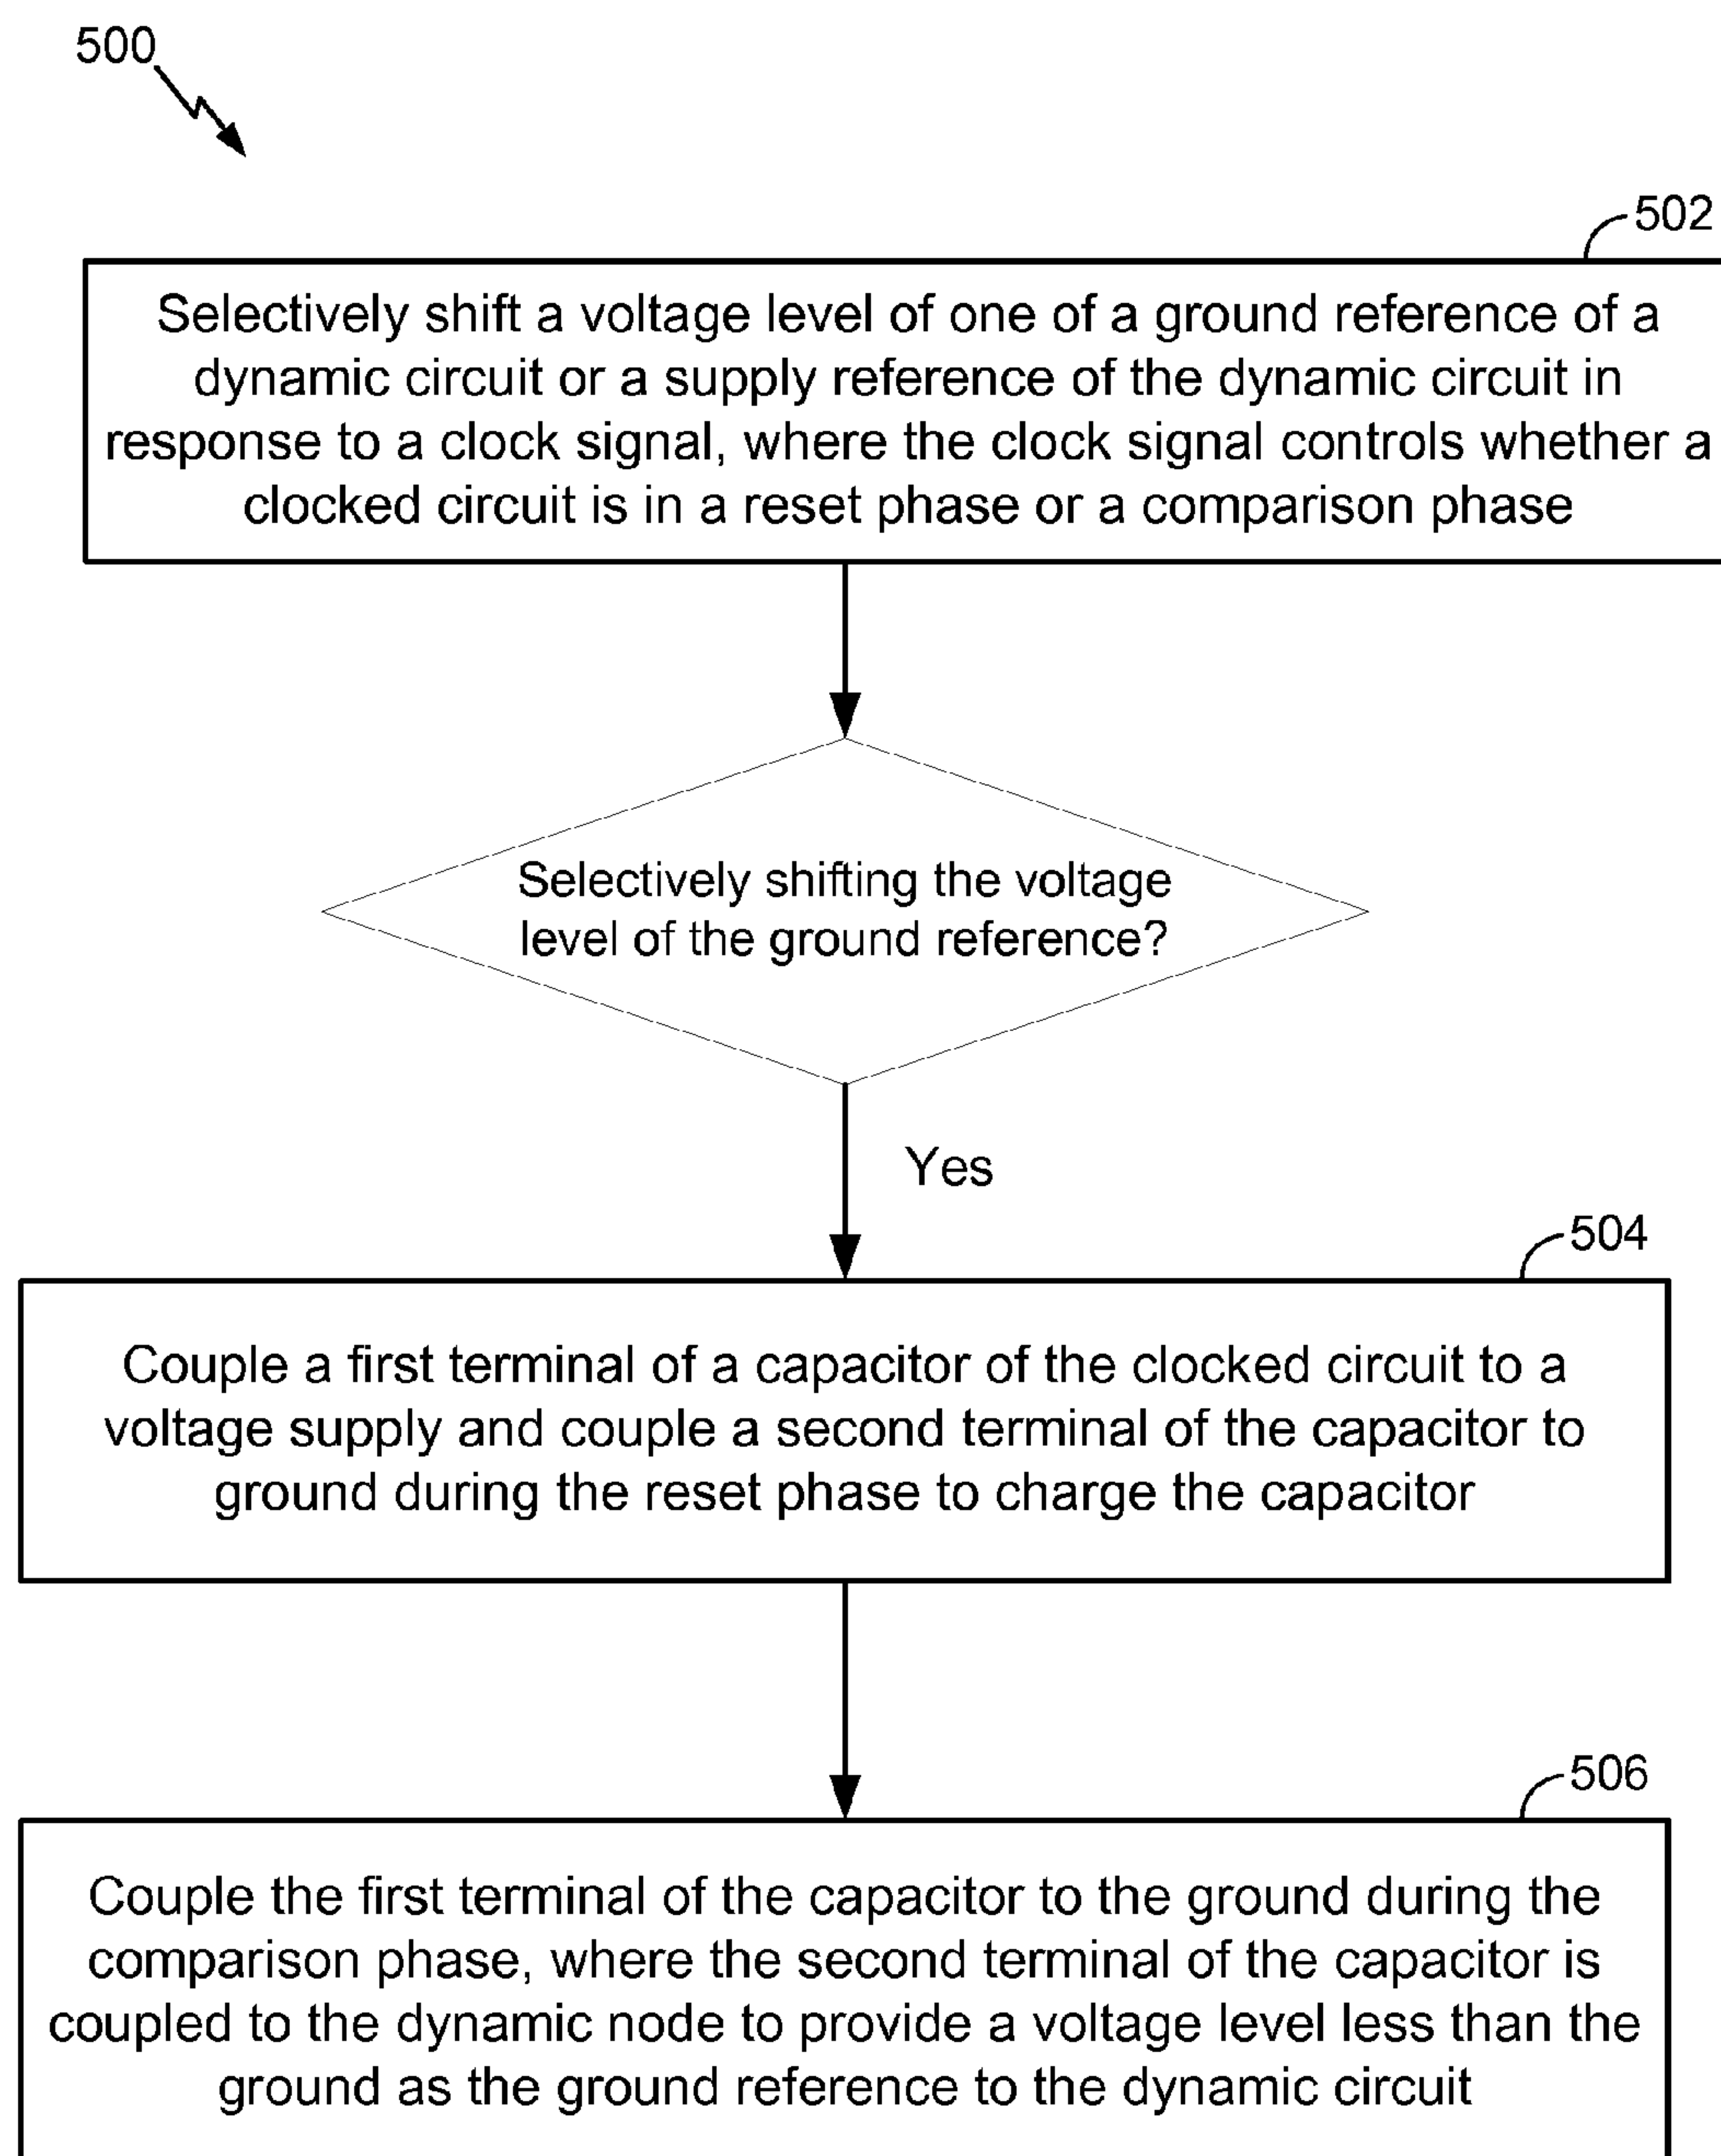 500
502
Selectively shift a voltage level of one of a ground reference of a
dynamic circuit or a supply reference of the dynamic circuit in
response to a clock signal, where the clock signal controls whether a
clocked circuit is in a reset phase or a comparison phase
Selectively shifting the voltage
level of the ground reference?
Yes
504
Couple a first terminal of a capacitor of the clocked circuit to a
voltage supply and couple a second terminal of the capacitor to
ground during the reset phase to charge the capacitor
506
Couple the first terminal of the capacitor to the ground during the
comparison phase, where the second terminal of the capacitor is
coupled to the dynamic node to provide a voltage level less than the
ground as the ground reference to the dynamic circuit